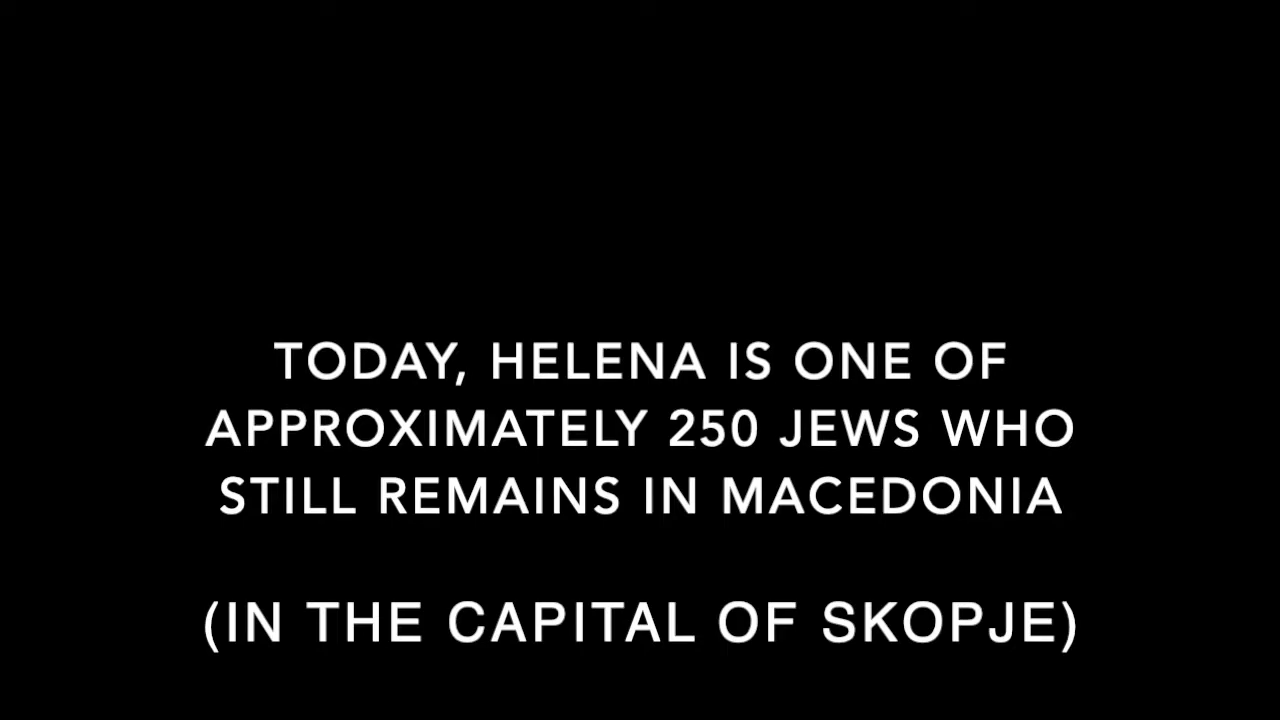 TODAY, HELENA IS ONE OF
APPROXIMATELY 250 JEWS WHO
STILL REMAINS IN MACEDONIA
(IN THE CAPITAL OF SKOPJE)